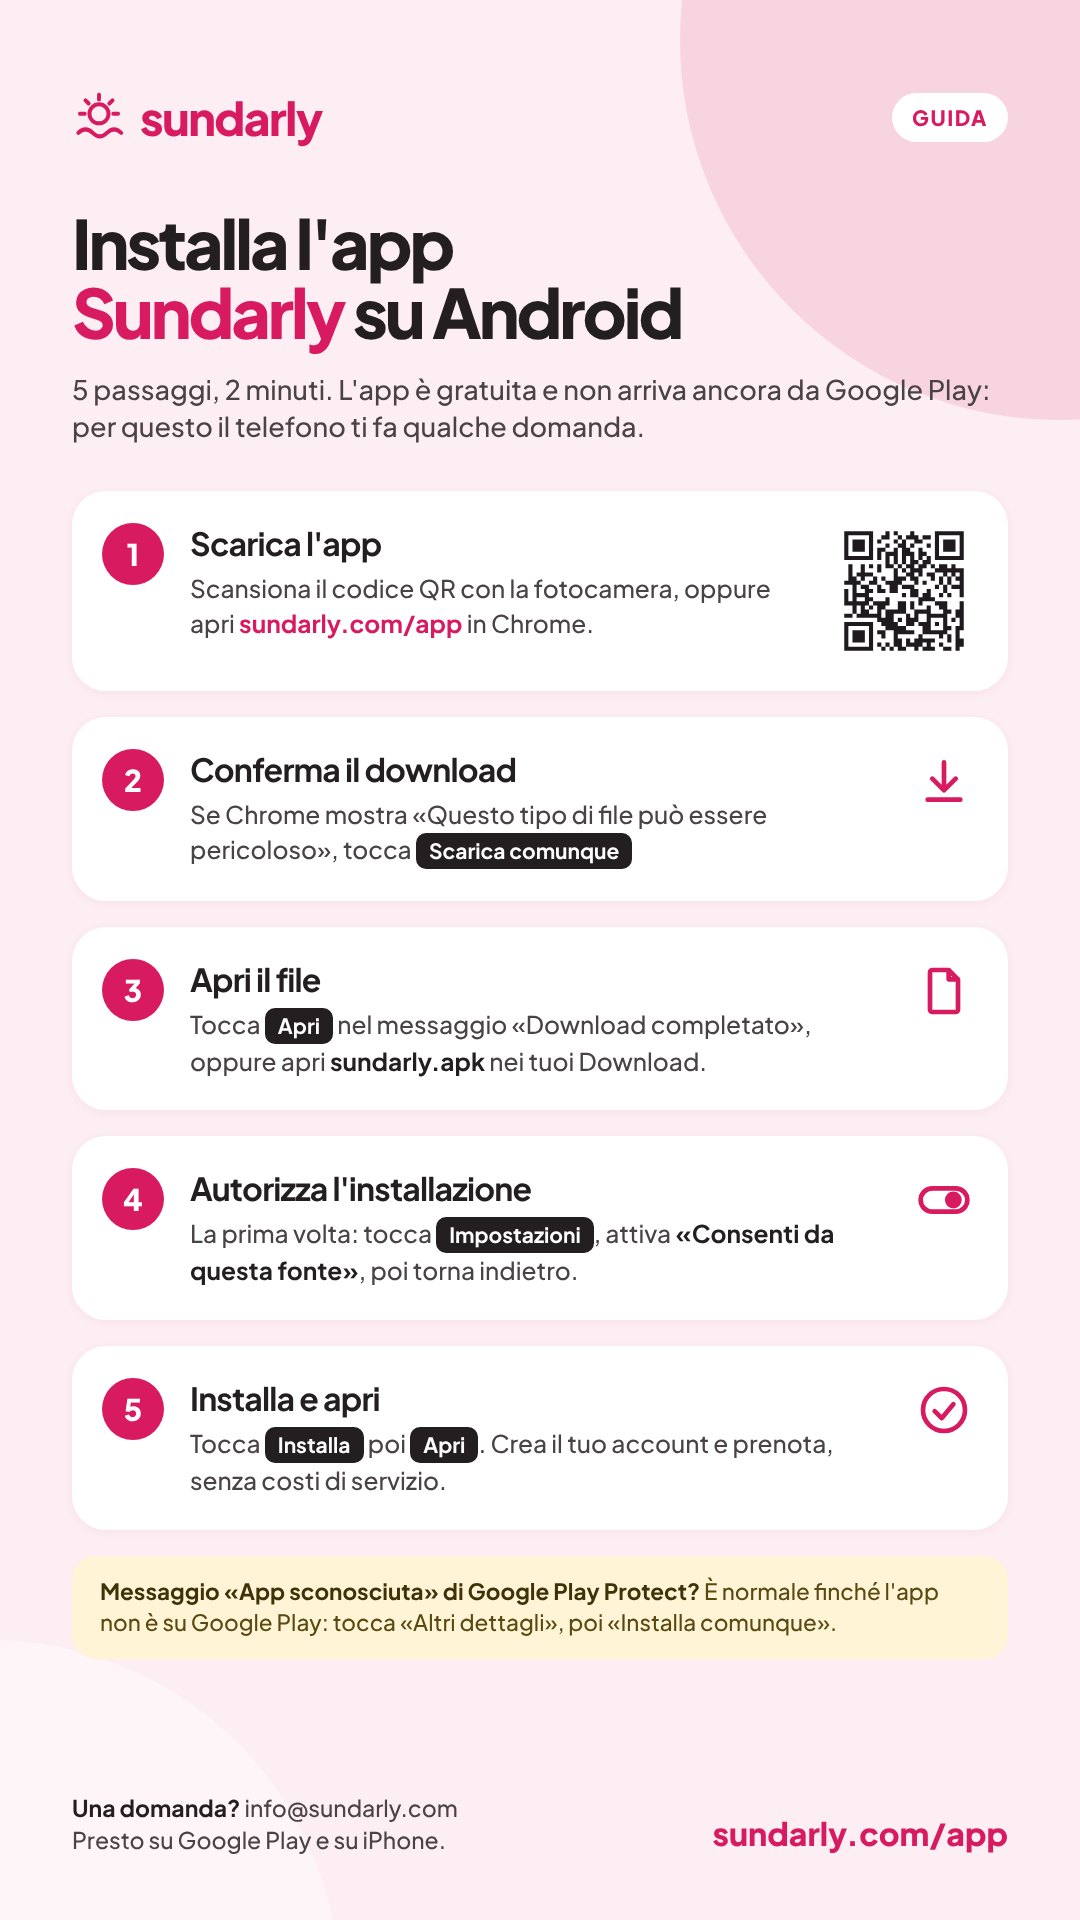 sundarly
GUIDA
Installa l'app
Sundarly su Android
5 passaggi, 2 minuti. L'app è gratuita e non arriva ancora da Google Play:
per questo il telefono ti fa qualche domanda.
1
Scarica l'app
Scansiona il codice QR con la fotocamera, oppure
apri sundarly.com/app in Chrome.
2
Conferma il download
Se Chrome mostra «Questo tipo di file può essere
pericoloso», tocca Scarica comunque
3
Apri il file
Tocca Apri nel messaggio «Download completato»,
oppure apri sundarly.apk nei tuoi Download.
4
Autorizza l'installazione
La prima volta: tocca Impostazioni, attiva «Consenti da
questa fonte», poi torna indietro.
5
Installa e apri
Tocca Installa poi Apri. Crea il tuo account e prenota,
senza costi di servizio.
Messaggio «App sconosciuta» di Google Play Protect? È normale finché l'app
non è su Google Play: tocca «Altri dettagli», poi «Installa comunque».
Una domanda? info@sundarly.com
Presto su Google Play e su iPhone.
sundarly.com/app